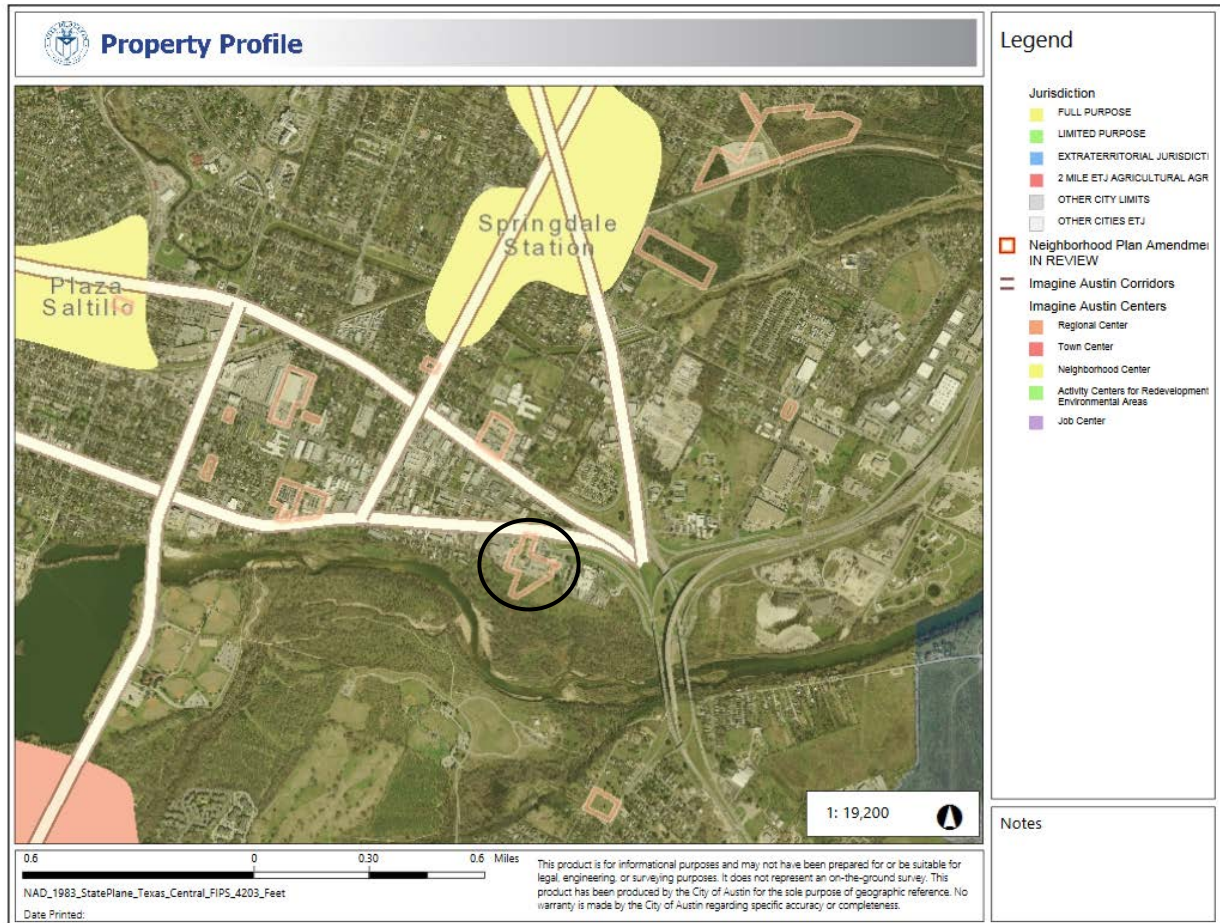 Property Profile
Springdale
Station
Plaza
Saltillo
1: 19,200
Legend
Jurisdiction
FULL PURPOSE
LIMITED PURPOSE
EXTRATERRITORIAL JURISDICTI
2 MILE ETJ AGRICULTURAL AGR
OTHER CITY LIMITS
OTHER CITIES ETJ
Neighborhood Plan Amendmer
IN REVIEW
Imagine Austin Corridors
Imagine Austin Centers
Regional Center
Town Center
Neighborhood Center
Activity Centers for Redevelopment
Environmental Areas
Job Center
Notes
0.6 0 0.30 0.6 Miles
NAD_1983_StatePlane_Texas_Central_FIPS_4203_Feet
Date Printed:
This product is for informational purposes and may not have been prepared for or be suitable for
legal, engineering, or surveying purposes. It does not represent an on-the-ground survey. This
product has been produced by the City of Austin for the sole purpose of geographic reference. No
warranty is made by the City of Austin regarding specific accuracy or completeness.